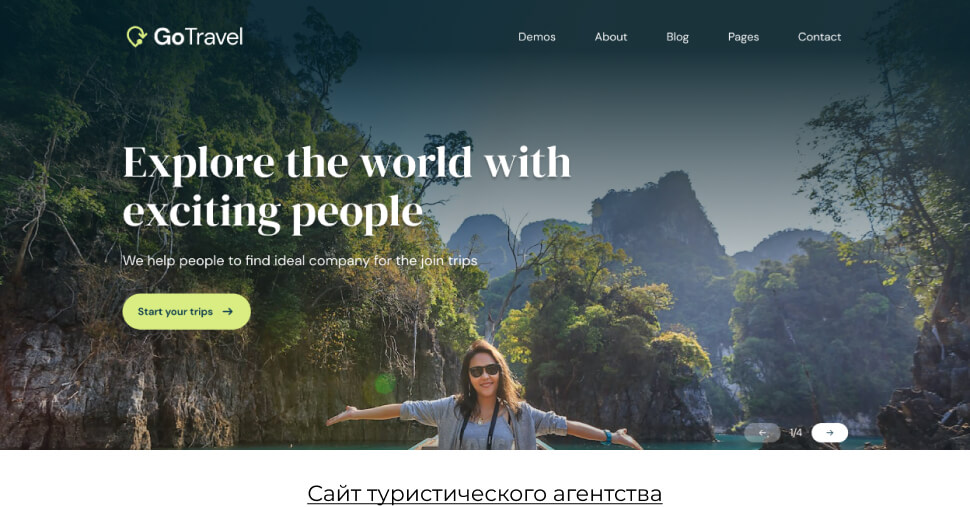 GoTravel
Demos About Blog Pages Contact
Explore the world with
exciting people
We help people to find ideal company for the join trips
Start your trips →
← 1/4 →
Сайт туристического агентства